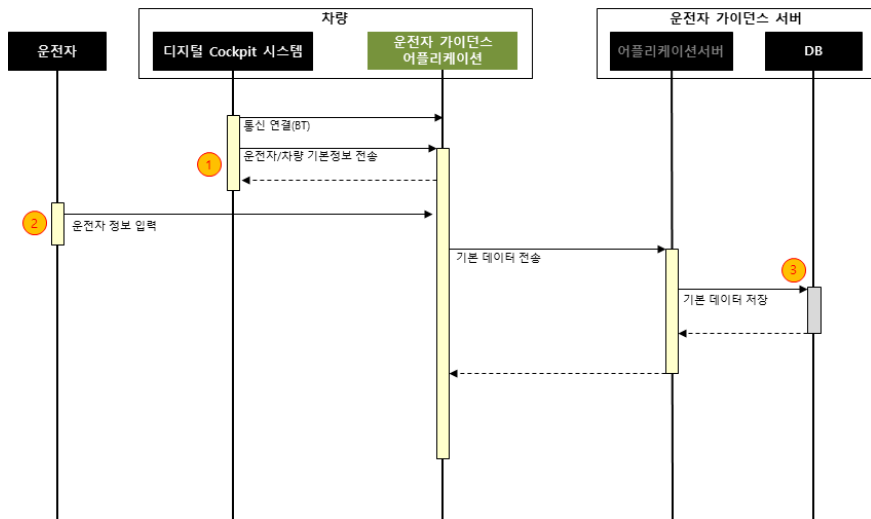 차량
운전자 가이던스 서버
운전자
디지털 Cockpit 시스템
운전자 가이던스
어플리케이션
어플리케이션서버
DB
통신 연결(BT)
1
운전자/차량 기본정보 전송
2
운전자 정보 입력
기본 데이터 전송
3
기본 데이터 저장